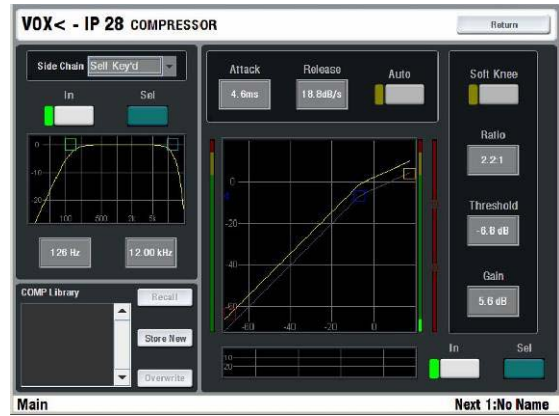 VOX< - IP 28 COMPRESSOR
Return
Side Chain Self Key'd
In
Sel
0
-10
-20
100 500 2k 5k
126 Hz
12.00 kHz
COMP Library
Recall
Store New
Overwrite
Attack
Release
Auto
4.6ms
18.8dB/s
0
-20
-40
-60
-60 -40 -20 0
10
20
Soft Knee
Ratio
2.2:1
Threshold
Gain
5.6 dB
In
Sel
Main
Next 1:No Name